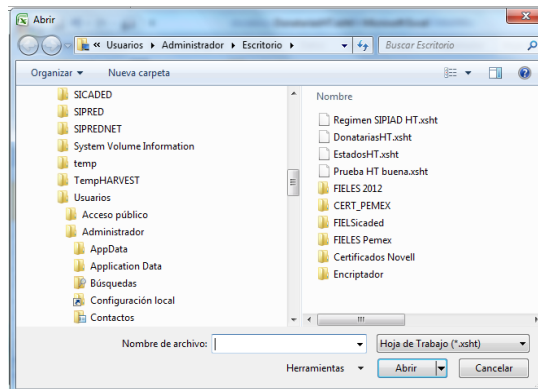 Abrir
« Usuarios ▸ Administrador ▸ Escritorio ▸
Buscar Escritorio
Organizar ▾
Nueva carpeta
SICADED
SIPRED
SIPREDNET
System Volume Information
temp
TempHARVEST
Usuarios
Acceso público
Administrador
AppData
Application Data
Búsquedas
Configuración local
Contactos
Nombre
Regimen SIPIAD HT.xsht
DonatariasHT.xsht
EstadosHT.xsht
Prueba HT buena.xsht
FIELES 2012
CERT_PEMEX
FIELSicaded
FIELES Pemex
Certificados Novell
Encriptador
Nombre de archivo:
Hoja de Trabajo (*.xsht)
Herramientas
Abrir
Cancelar